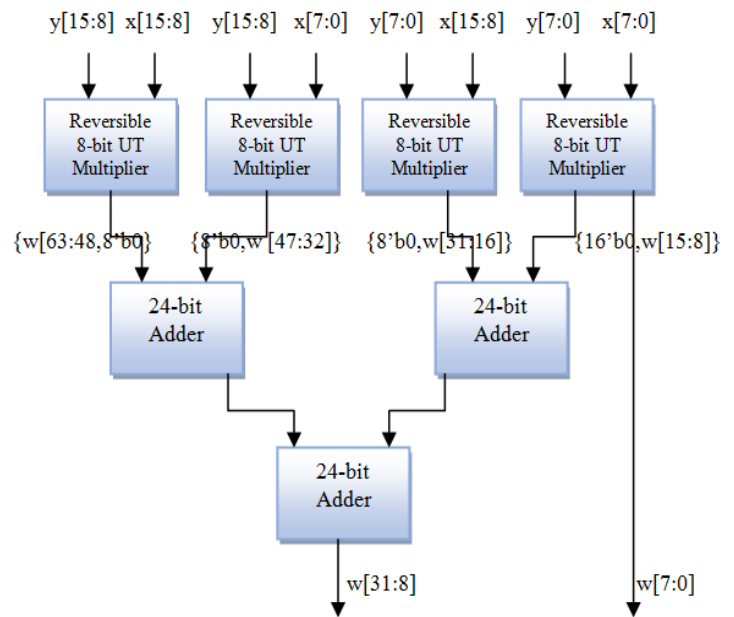 y[15:8] x[15:8] y[15:8] x[7:0] y[7:0] x[15:8] y[7:0] x[7:0]
Reversible
8-bit UT
Multiplier
Reversible
8-bit UT
Multiplier
Reversible
8-bit UT
Multiplier
Reversible
8-bit UT
Multiplier
{w[63:48,8'b0} {8'b0,w [47:32]} {8'b0,w[31:16]} {16'b0,w[15:8]}
24-bit
Adder
24-bit
Adder
24-bit
Adder
w[31:8] w[7:0]